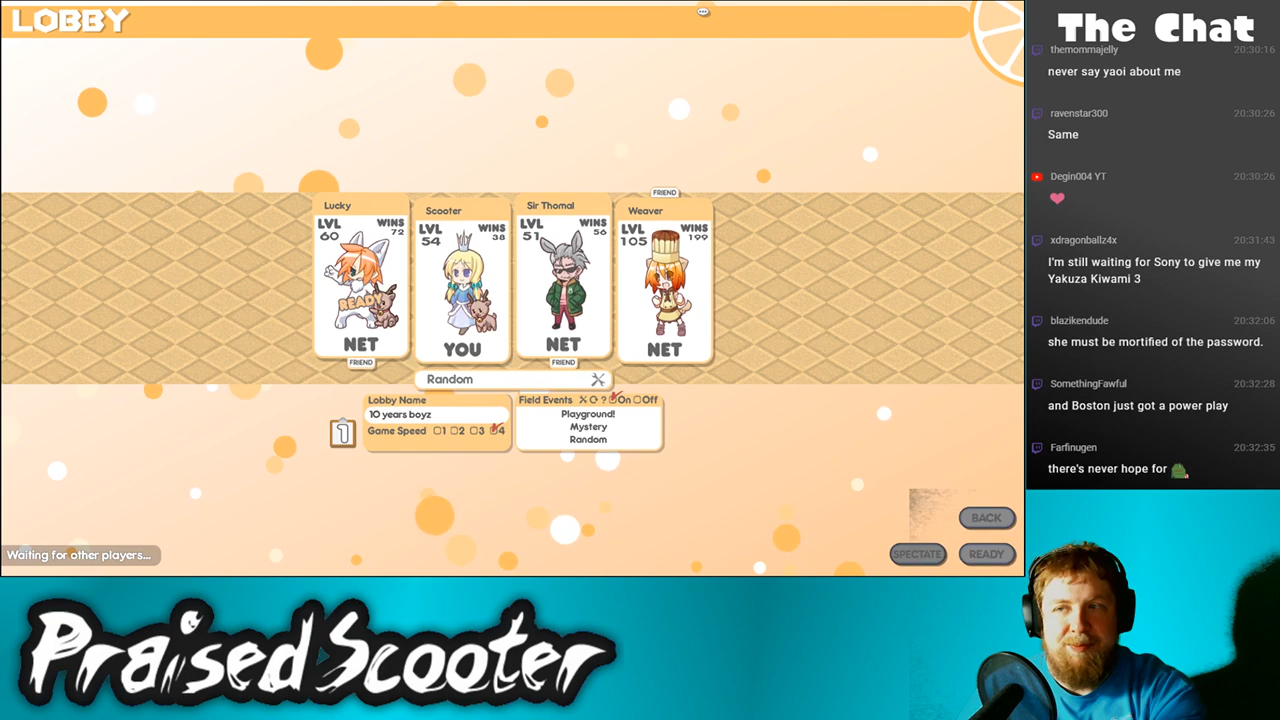 LOBBY
Lucky
LVL
60
WINS
72
READY
NET
FRIEND
Scooter
LVL
54
WINS
38
YOU
Sir Thomal
LVL
51
WINS
56
NET
FRIEND
FRIEND
Weaver
LVL
105
WINS
199
NET
Random
Lobby Name
10 years boyz
Game Speed 1 2 3 4
1
Field Events ? On Off
Playground!
Mystery
Random
Waiting for other players...
BACK
SPECTATE
READY
The Chat
themommajelly 20:30:16
never say yaoi about me
ravenstar300 20:30:26
Same
Degin004 YT 20:30:26
xdragonballz4x 20:31:43
I'm still waiting for Sony to give me my
Yakuza Kiwami 3
blazikendude 20:32:06
she must be mortified of the password.
SomethingFawful 20:32:28
and Boston just got a power play
Farfinugen 20:32:35
there's never hope for
PraisedScooter